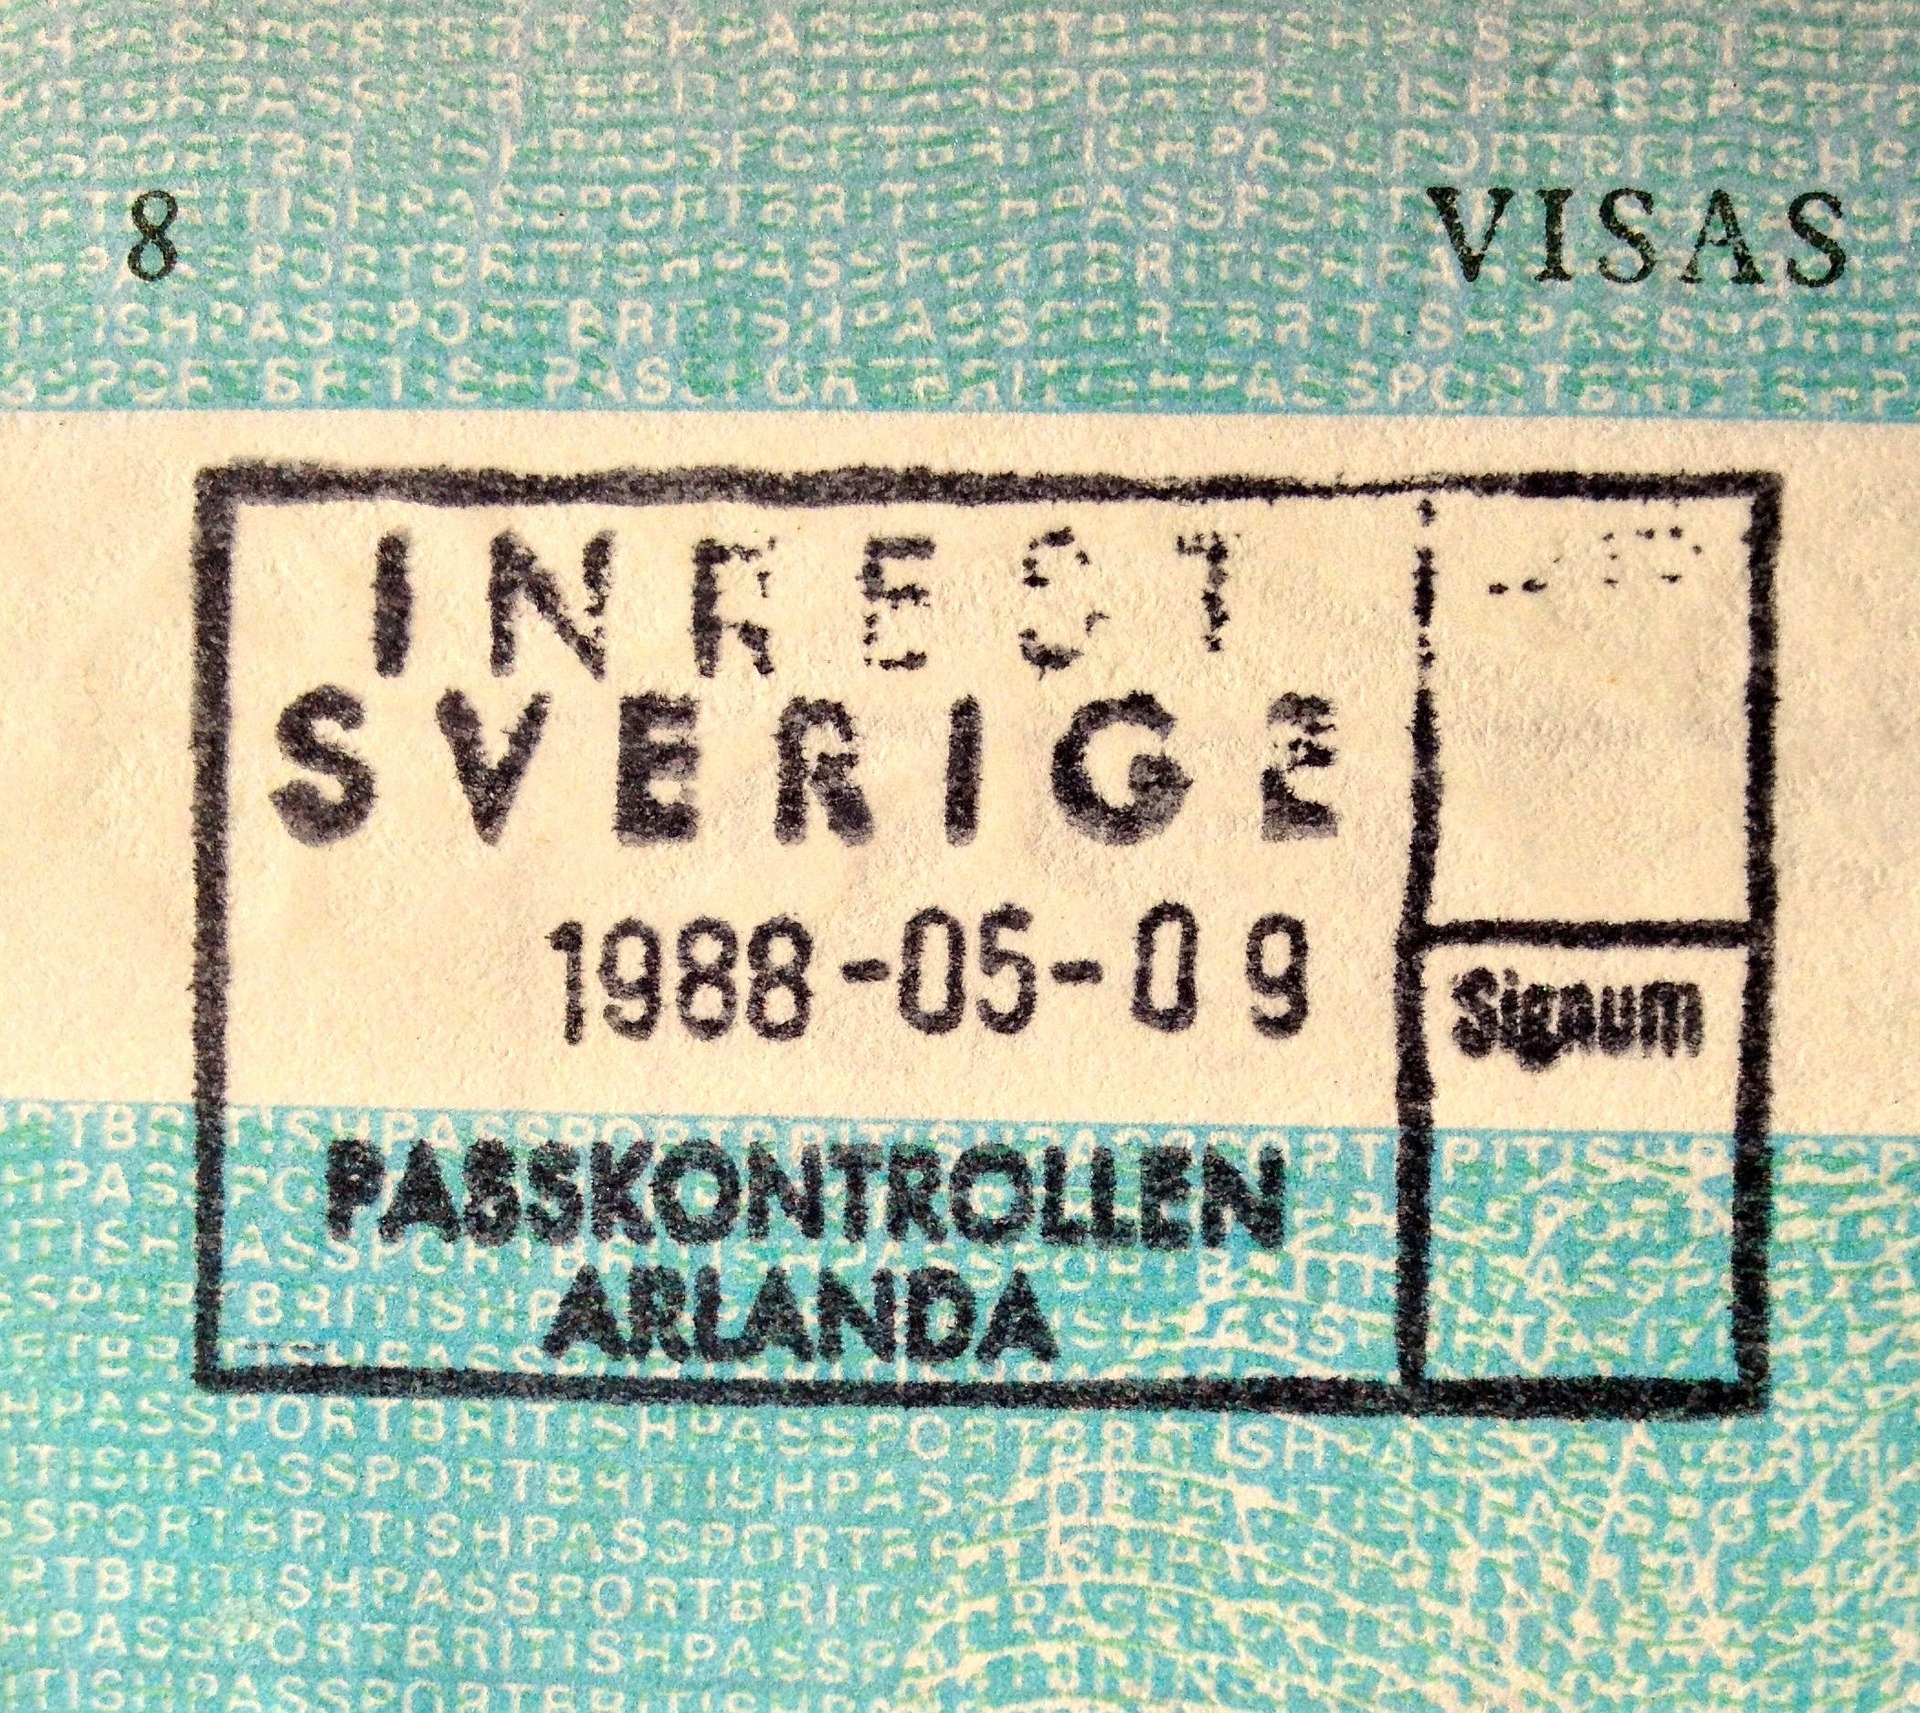 8 VISAS
INREST
SVERIGE
1988-05-09
Signum
PASSKONTROLLEN
ARLANDA